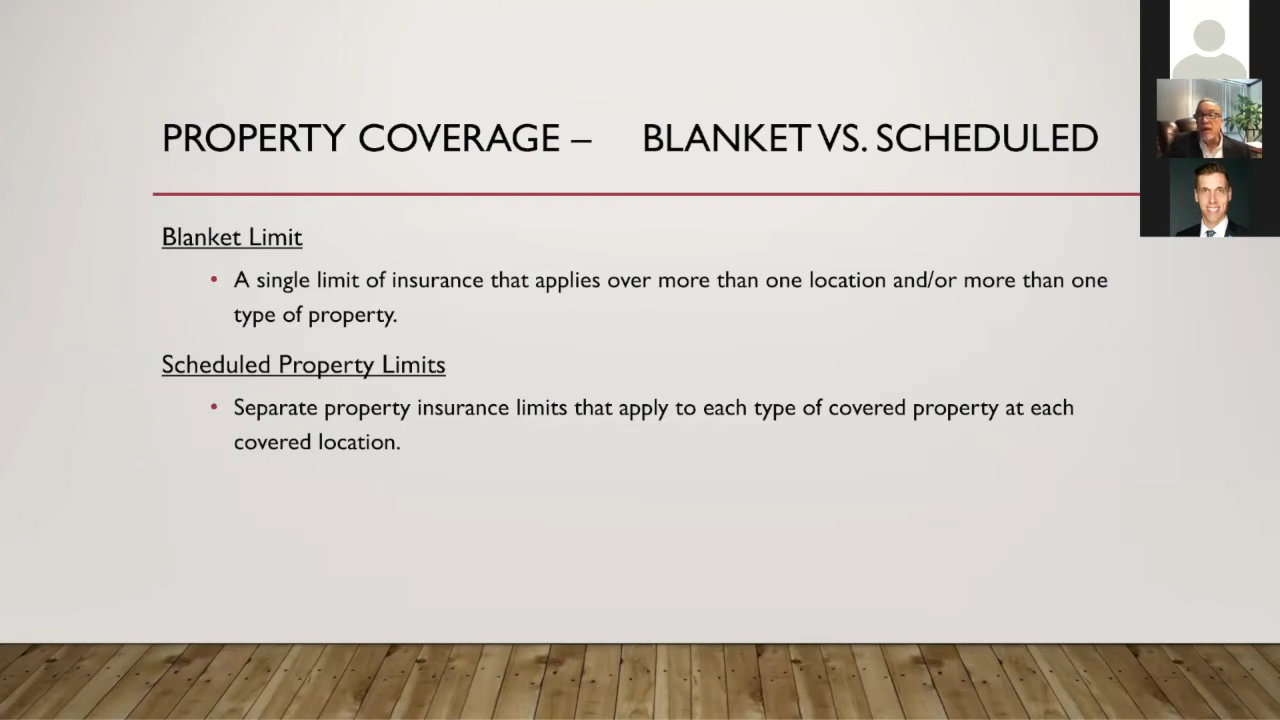 PROPERTY COVERAGE – BLANKET VS. SCHEDULED
Blanket Limit
• A single limit of insurance that applies over more than one location and/or more than one
type of property.
Scheduled Property Limits
• Separate property insurance limits that apply to each type of covered property at each
covered location.